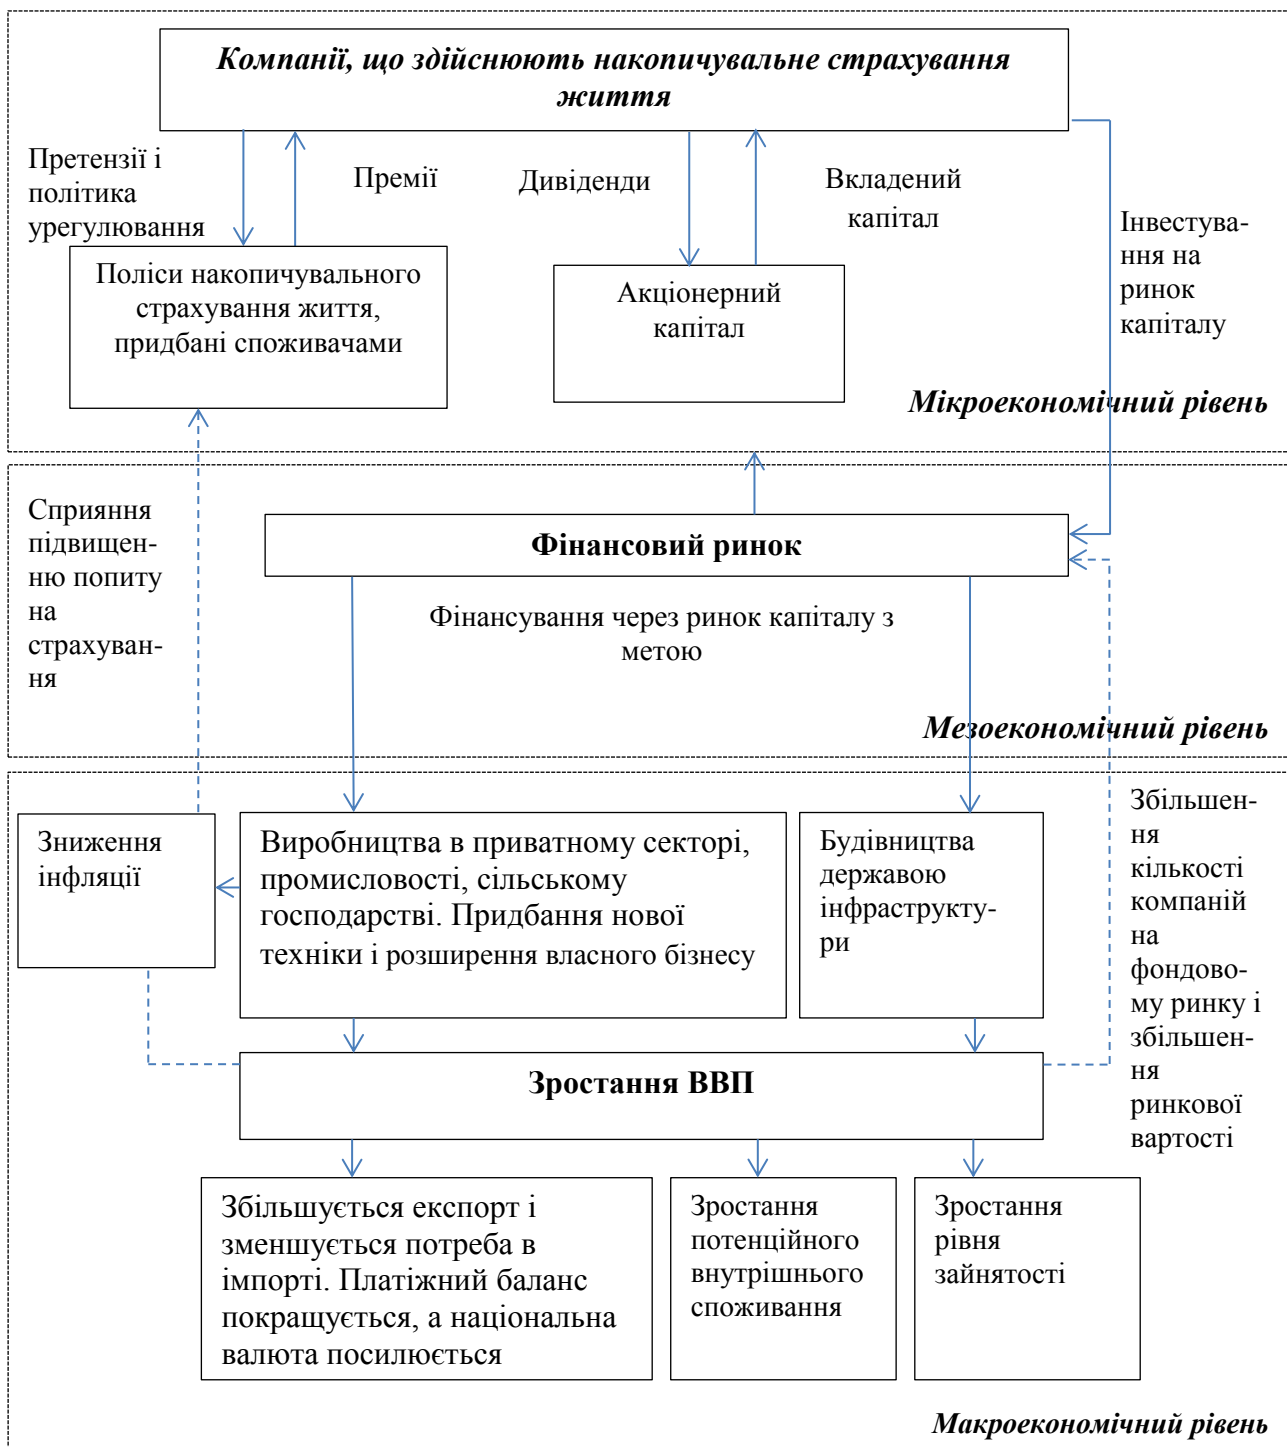 Компанії, що здійснюють накопичувальне страхування
життя
Претензії і
політика
урегулювання
Премії
Дивіденди
Вкладений
капітал
Інвестува-
ння на
ринок
капіталу
Поліси накопичувального
страхування життя,
придбані споживачами
Акціонерний
капітал
Мікроекономічний рівень
Сприяння
підвищен-
ню попиту
на
страхуван-
ня
Фінансовий ринок
Фінансування через ринок капіталу з
метою
Мезоекономічний рівень
Зниження
інфляції
Виробництва в приватному секторі,
промисловості, сільському
господарстві. Придбання нової
техніки і розширення власного бізнесу
Будівництва
державою
інфраструкту-
ри
Збільшен-
ня
кількості
компаній
на
фондово-
му ринку і
збільшен-
ня
ринкової
вартості
Зростання ВВП
Збільшується експорт і
зменшується потреба в
імпорті. Платіжний баланс
покращується, а національна
валюта посилюється
Зростання
потенційного
внутрішнього
споживання
Зростання
рівня
зайнятості
Макроекономічний рівень